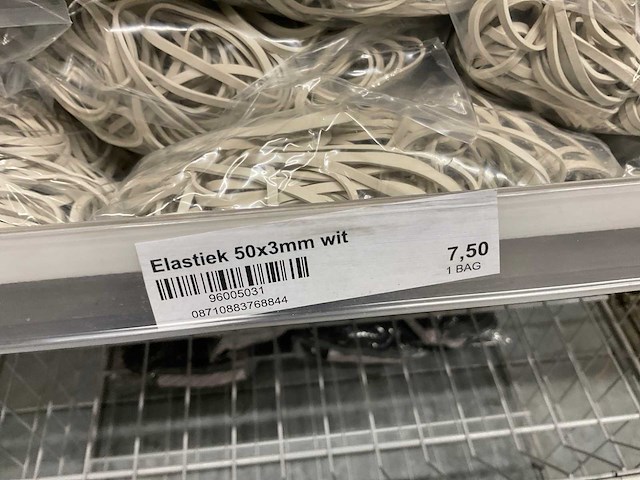 Elastiek 50x3mm wit
7,50
1 BAG
96005031
08710883768844